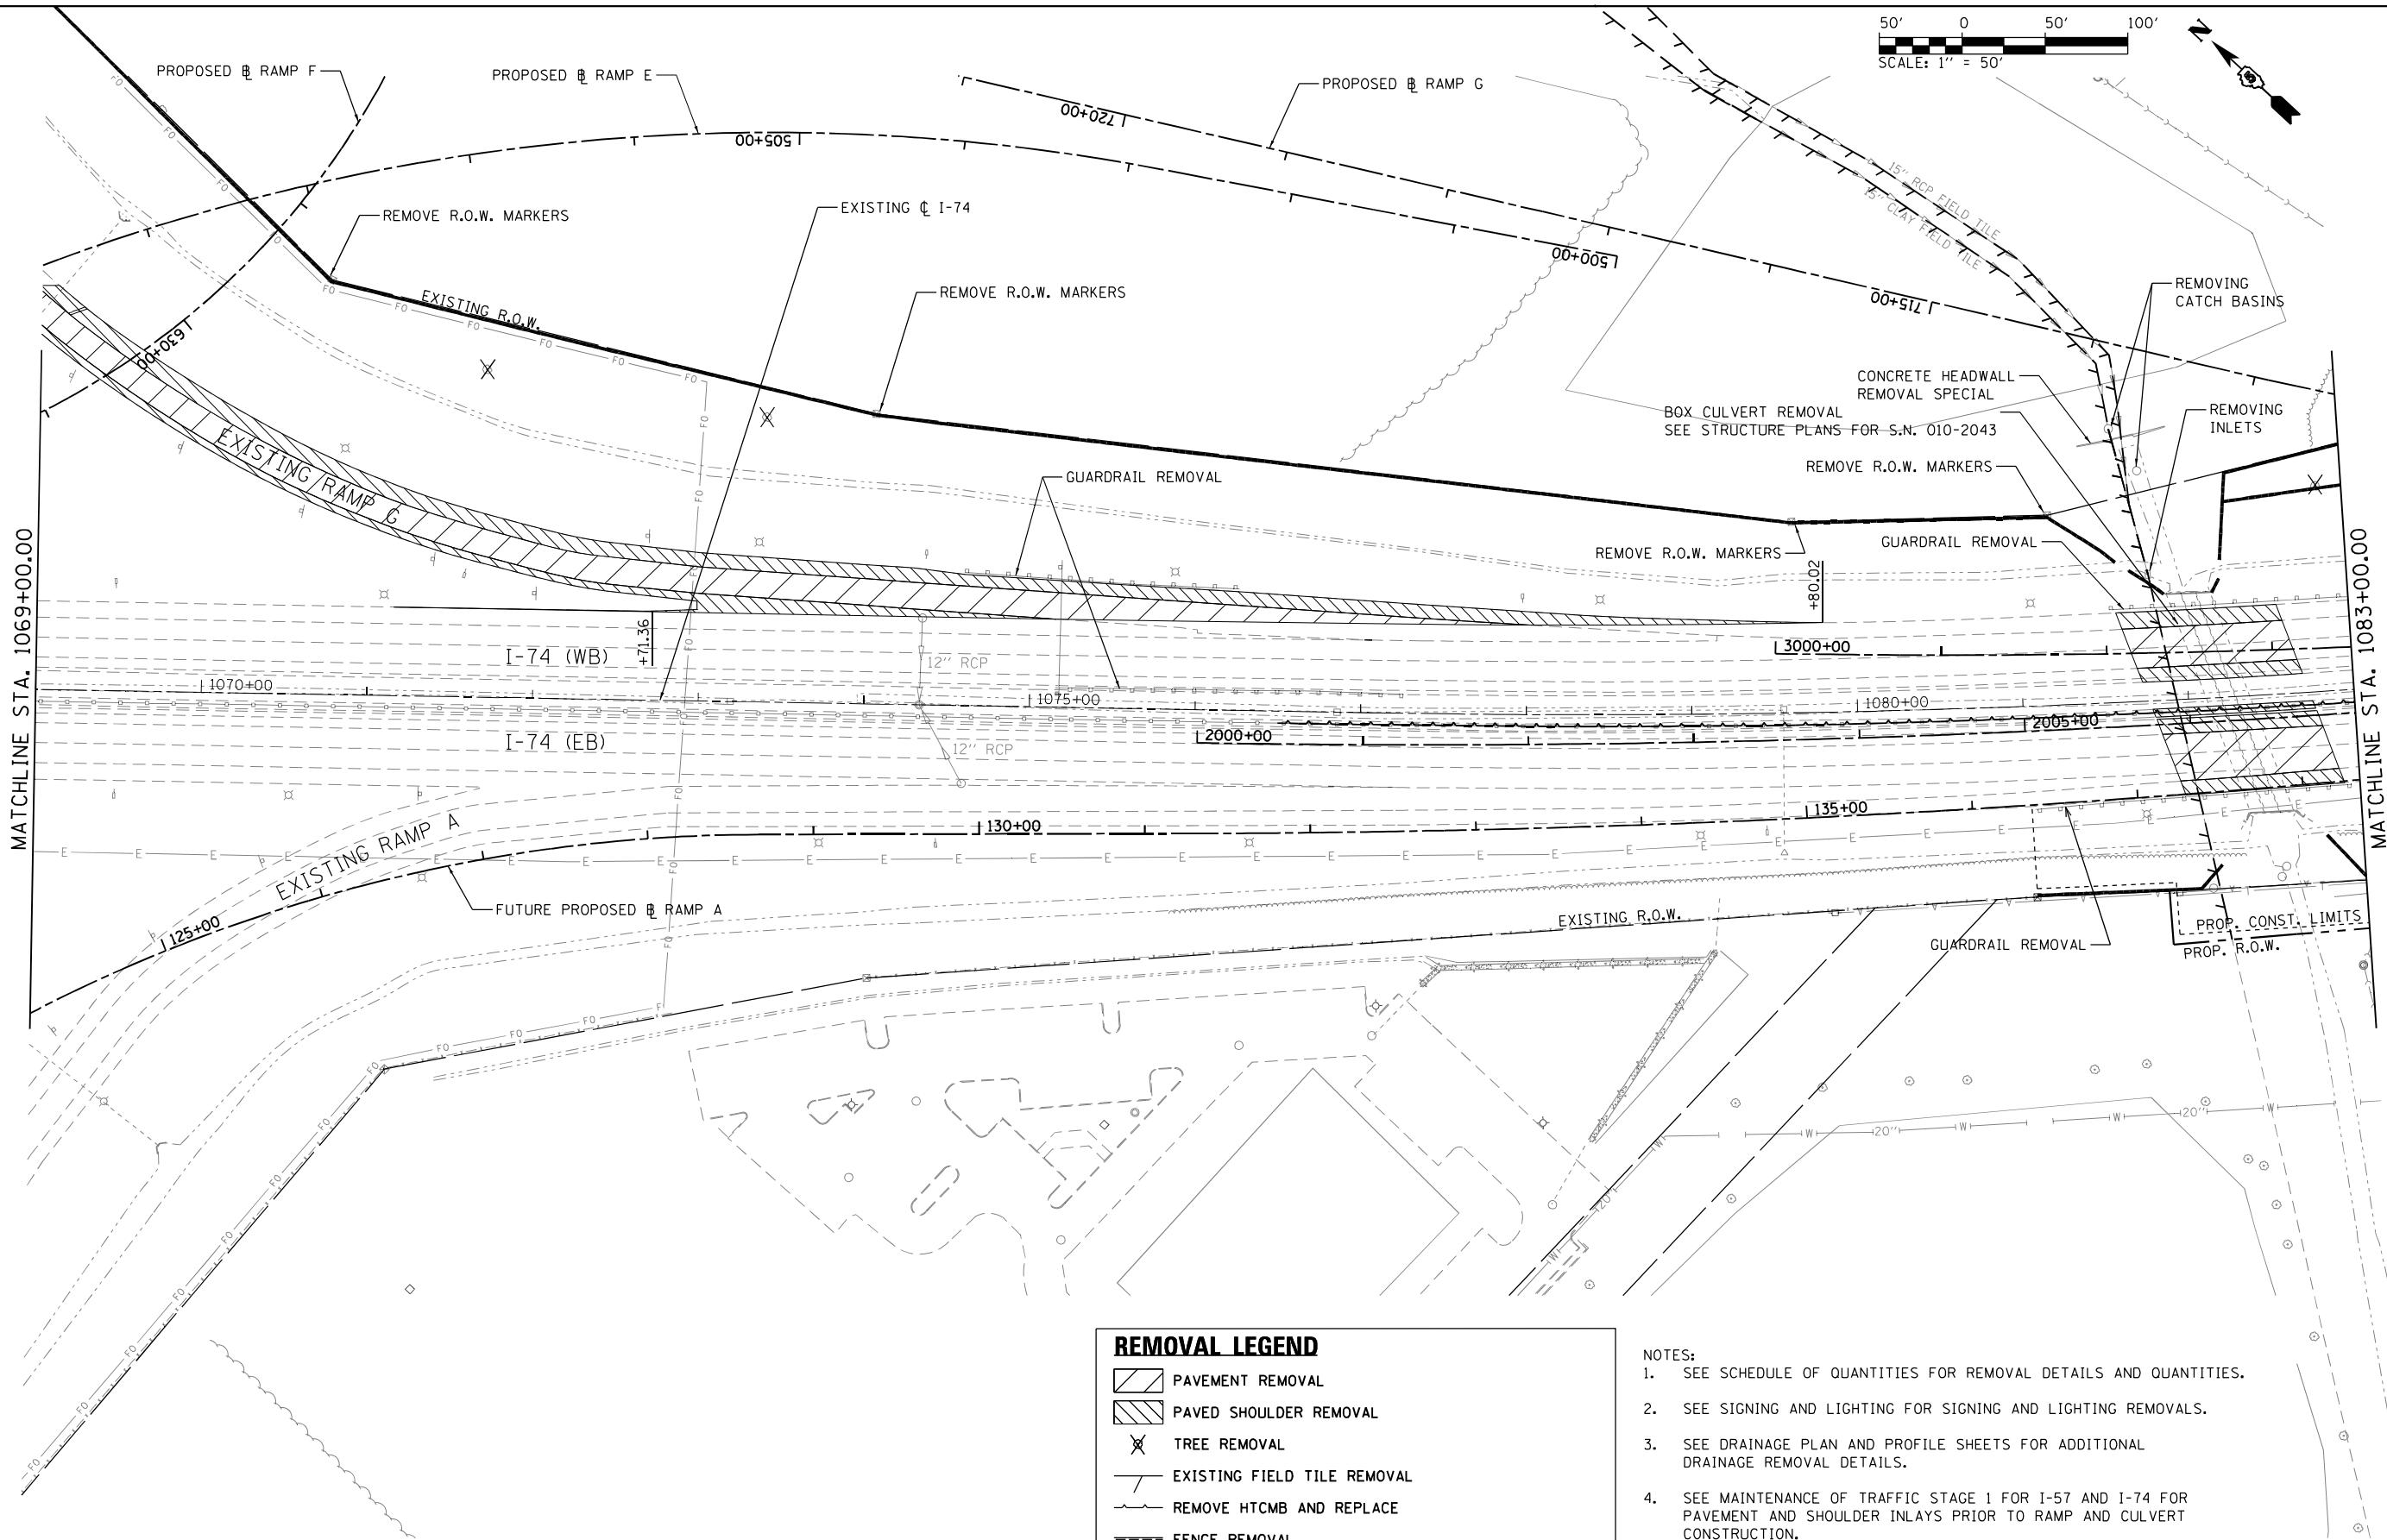 50' 0 50' 100'
SCALE: 1" = 50'
N
PROPOSED ℄ RAMP F
PROPOSED ℄ RAMP E
PROPOSED ℄ RAMP G
720+00
505+00
500+00
715+00
630+00
15" RCP FIELD TILE
15" CLAY FIELD TILE
REMOVE R.O.W. MARKERS
EXISTING ℄ I-74
EXISTING R.O.W.
REMOVE R.O.W. MARKERS
REMOVING
CATCH BASINS
CONCRETE HEADWALL
REMOVAL SPECIAL
BOX CULVERT REMOVAL
SEE STRUCTURE PLANS FOR S.N. 010-2043
REMOVING
INLETS
REMOVE R.O.W. MARKERS
EXISTING RAMP G
GUARDRAIL REMOVAL
GUARDRAIL REMOVAL
REMOVE R.O.W. MARKERS
+80.02
MATCHLINE STA. 1069+00.00
MATCHLINE STA. 1083+00.00
+71.36
I-74 (WB)
12" RCP
3000+00
1070+00
1075+00
1080+00
2005+00
2000+00
I-74 (EB)
12" RCP
135+00
130+00
EXISTING RAMP A
FUTURE PROPOSED ℄ RAMP A
125+00
EXISTING R.O.W.
GUARDRAIL REMOVAL
PROP. CONST. LIMITS
PROP. R.O.W.
FO FO FO FO FO FO
E E E E E E
W 20" W W 20" W
W 20" W
REMOVAL LEGEND
PAVEMENT REMOVAL
PAVED SHOULDER REMOVAL
TREE REMOVAL
EXISTING FIELD TILE REMOVAL
REMOVE HTCMB AND REPLACE
FENCE REMOVAL
NOTES:
1. SEE SCHEDULE OF QUANTITIES FOR REMOVAL DETAILS AND QUANTITIES.
2. SEE SIGNING AND LIGHTING FOR SIGNING AND LIGHTING REMOVALS.
3. SEE DRAINAGE PLAN AND PROFILE SHEETS FOR ADDITIONAL
DRAINAGE REMOVAL DETAILS.
4. SEE MAINTENANCE OF TRAFFIC STAGE 1 FOR I-57 AND I-74 FOR
PAVEMENT AND SHOULDER INLAYS PRIOR TO RAMP AND CULVERT
CONSTRUCTION.